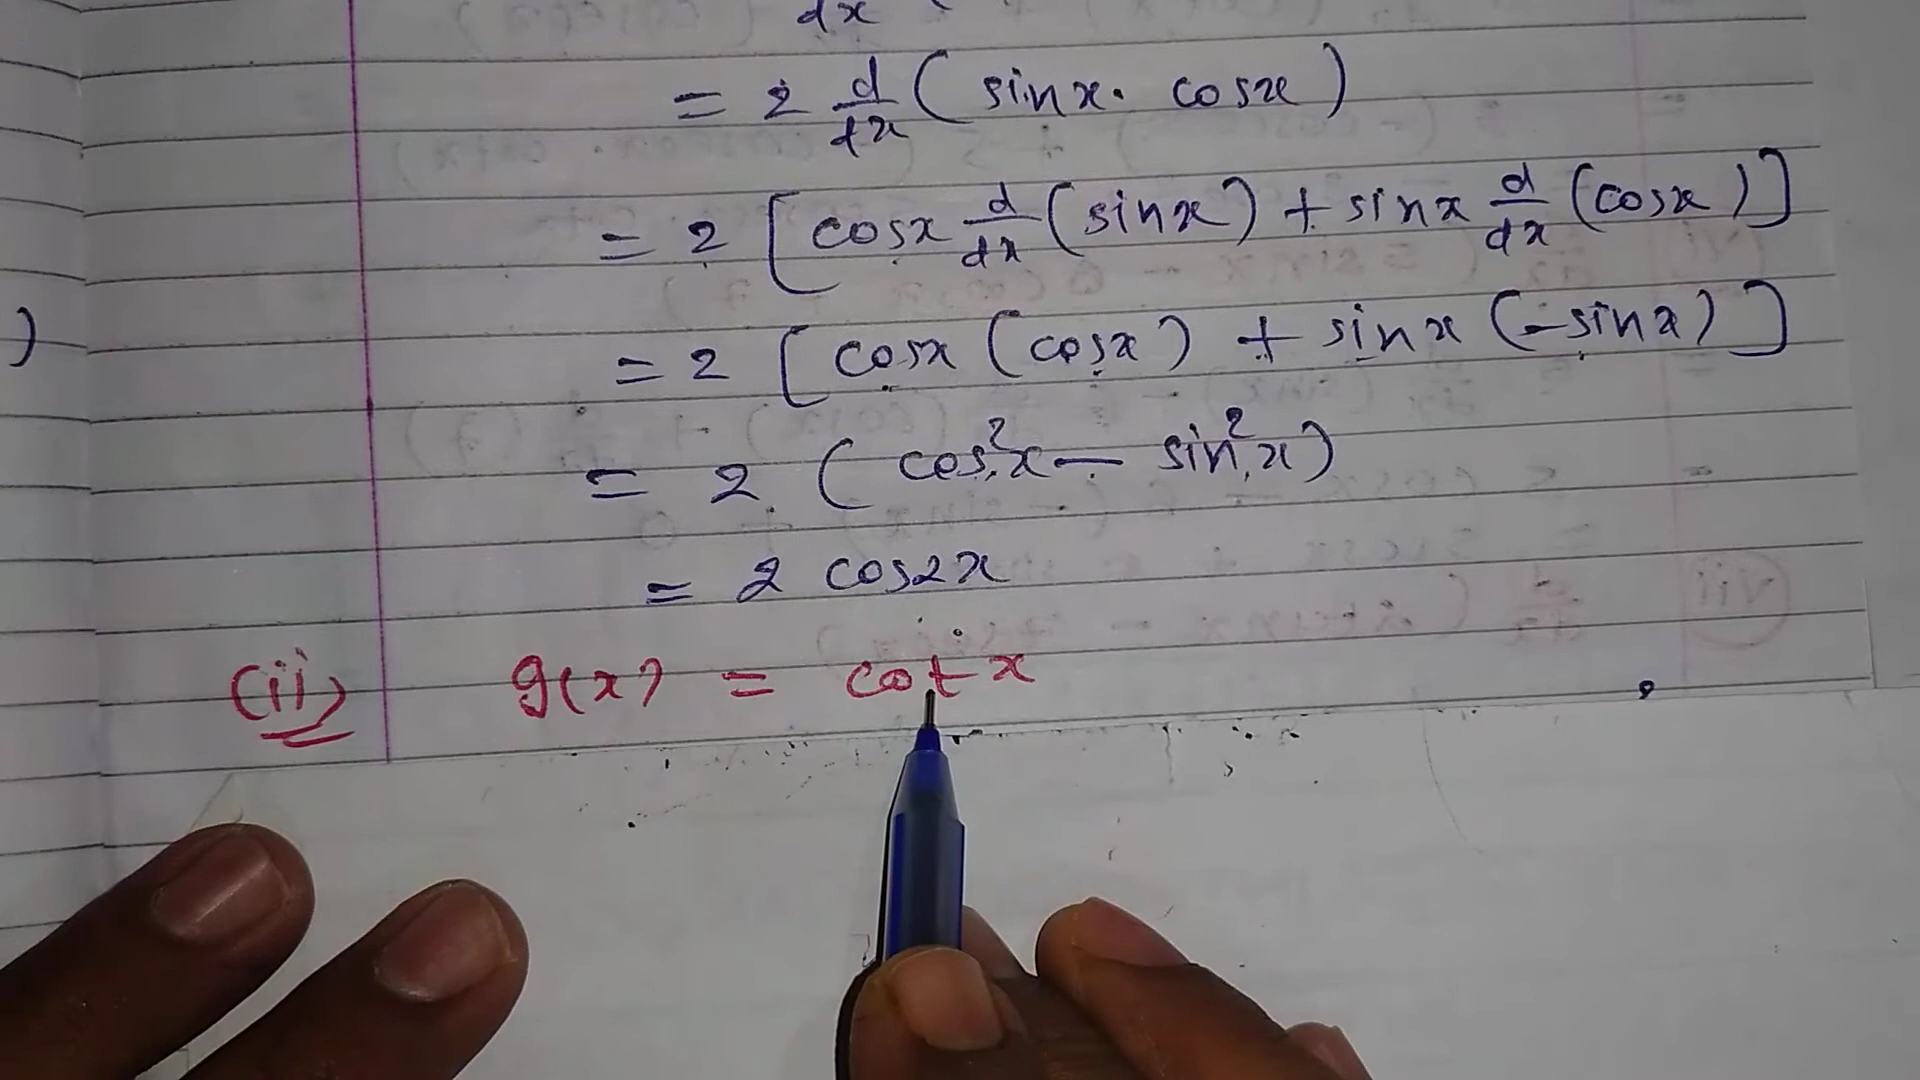 dx
= 2 d/dx ( sinx. cosx )
= 2 [ cosx d/dx (sinx) + sinx d/dx (cosx) ]
)
= 2 [ cosx (cosx) + sinx (-sinx) ]
= 2 ( cos²x - sin²x )
= 2 cos2x
(ii) g(x) = cot x